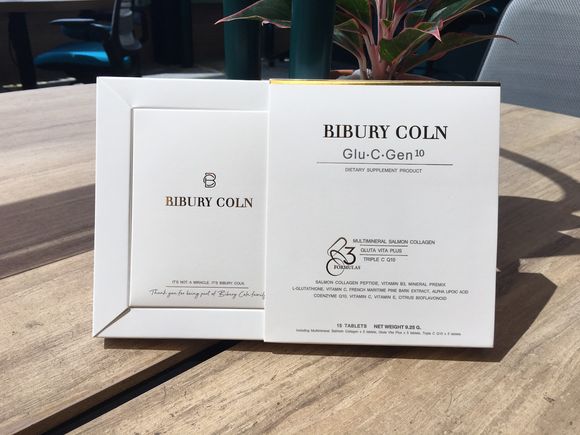 BIBURY COLN
IT'S NOT A MIRACLE, IT'S BIBURY COLN.
Thank you for being part of Bibury Coln family
BIBURY COLN
Glu·C·Gen10
DIETARY SUPPLEMENT PRODUCT
3
FORMULAS
MULTIMINERAL SALMON COLLAGEN
GLUTA VITA PLUS
TRIPLE C Q10
SALMON COLLAGEN PEPTIDE, VITAMIN B3, MINERAL PREMIX
L-GLUTATHIONE, VITAMIN C, FRENCH MARITIME PINE BARK EXTRACT, ALPHA LIPOIC ACID
COENZYME Q10, VITAMIN C, VITAMIN E, CITRUS BIOFLAVONOID
15 TABLETS NET WEIGHT 9.25 G.
Including Multimineral Salmon Collagen x 5 tablets, Gluta Vita Plus x 5 tablets, Triple C Q10 x 5 tablets